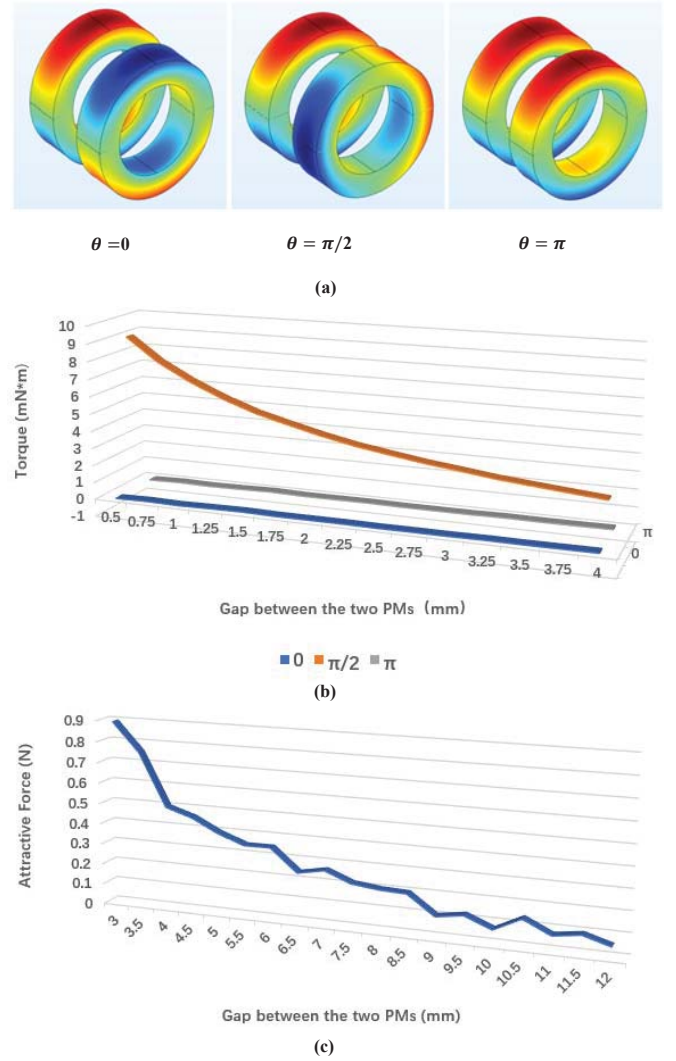 θ =0 θ = π/2 θ = π
(a)
Torque (mN*m)
10
9
8
7
6
5
4
3
2
1
0
-1
0.5 0.75 1 1.25 1.5 1.75 2 2.25 2.5 2.75 3 3.25 3.5 3.75 4
π
0
Gap between the two PMs (mm)
0 π/2 π
(b)
Attractive Force (N)
0.9
0.8
0.7
0.6
0.5
0.4
0.3
0.2
0.1
0
3 3.5 4 4.5 5 5.5 6 6.5 7 7.5 8 8.5 9 9.5 10 10.5 11 11.5 12
Gap between the two PMs (mm)
(c)